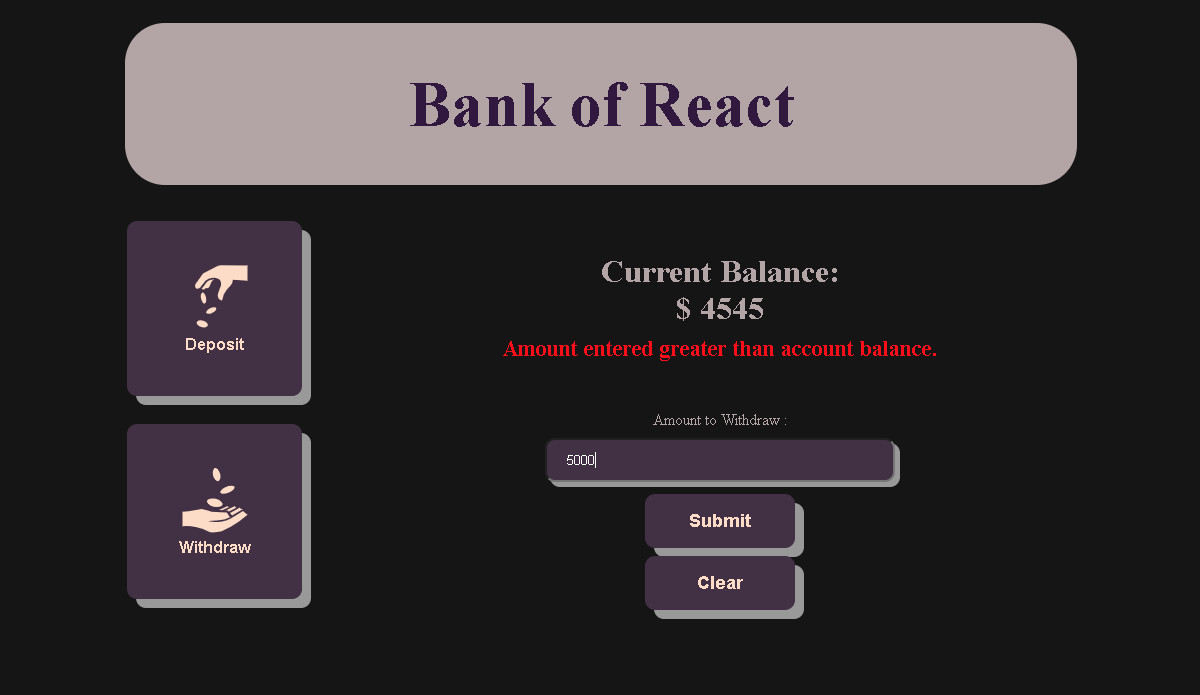 Bank of React
Deposit
Withdraw
Current Balance:
$ 4545
Amount entered greater than account balance.
Amount to Withdraw :
5000
Submit
Clear